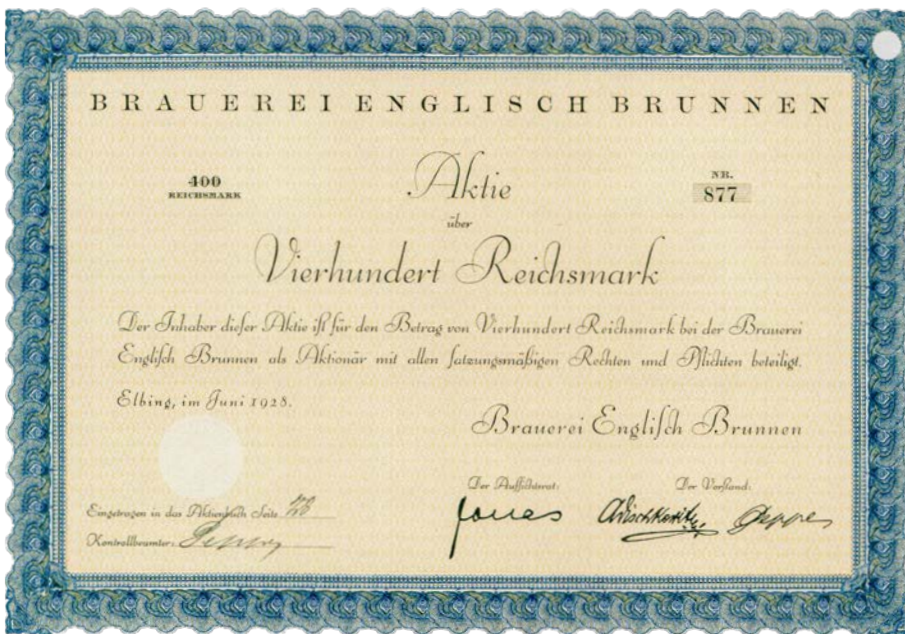 BRAUEREI ENGLISCH BRUNNEN
400
REICHSMARK
Aktie
NR.
877
über
Vierhundert Reichsmark
Der Inhaber dieſer Aktie iſt für den Betrag von Vierhundert Reichsmark bei der Brauerei
Engliſch Brunnen als Aktionär mit allen ſatzungsmäßigen Rechten und Pflichten beteiligt.
Elbing, im Juni 1928.
Brauerei Engliſch Brunnen
Der Aufſichtsrat:
Der Vorſtand:
Eingetragen in das Aktienbuch Seite
Kontrollbeamter: